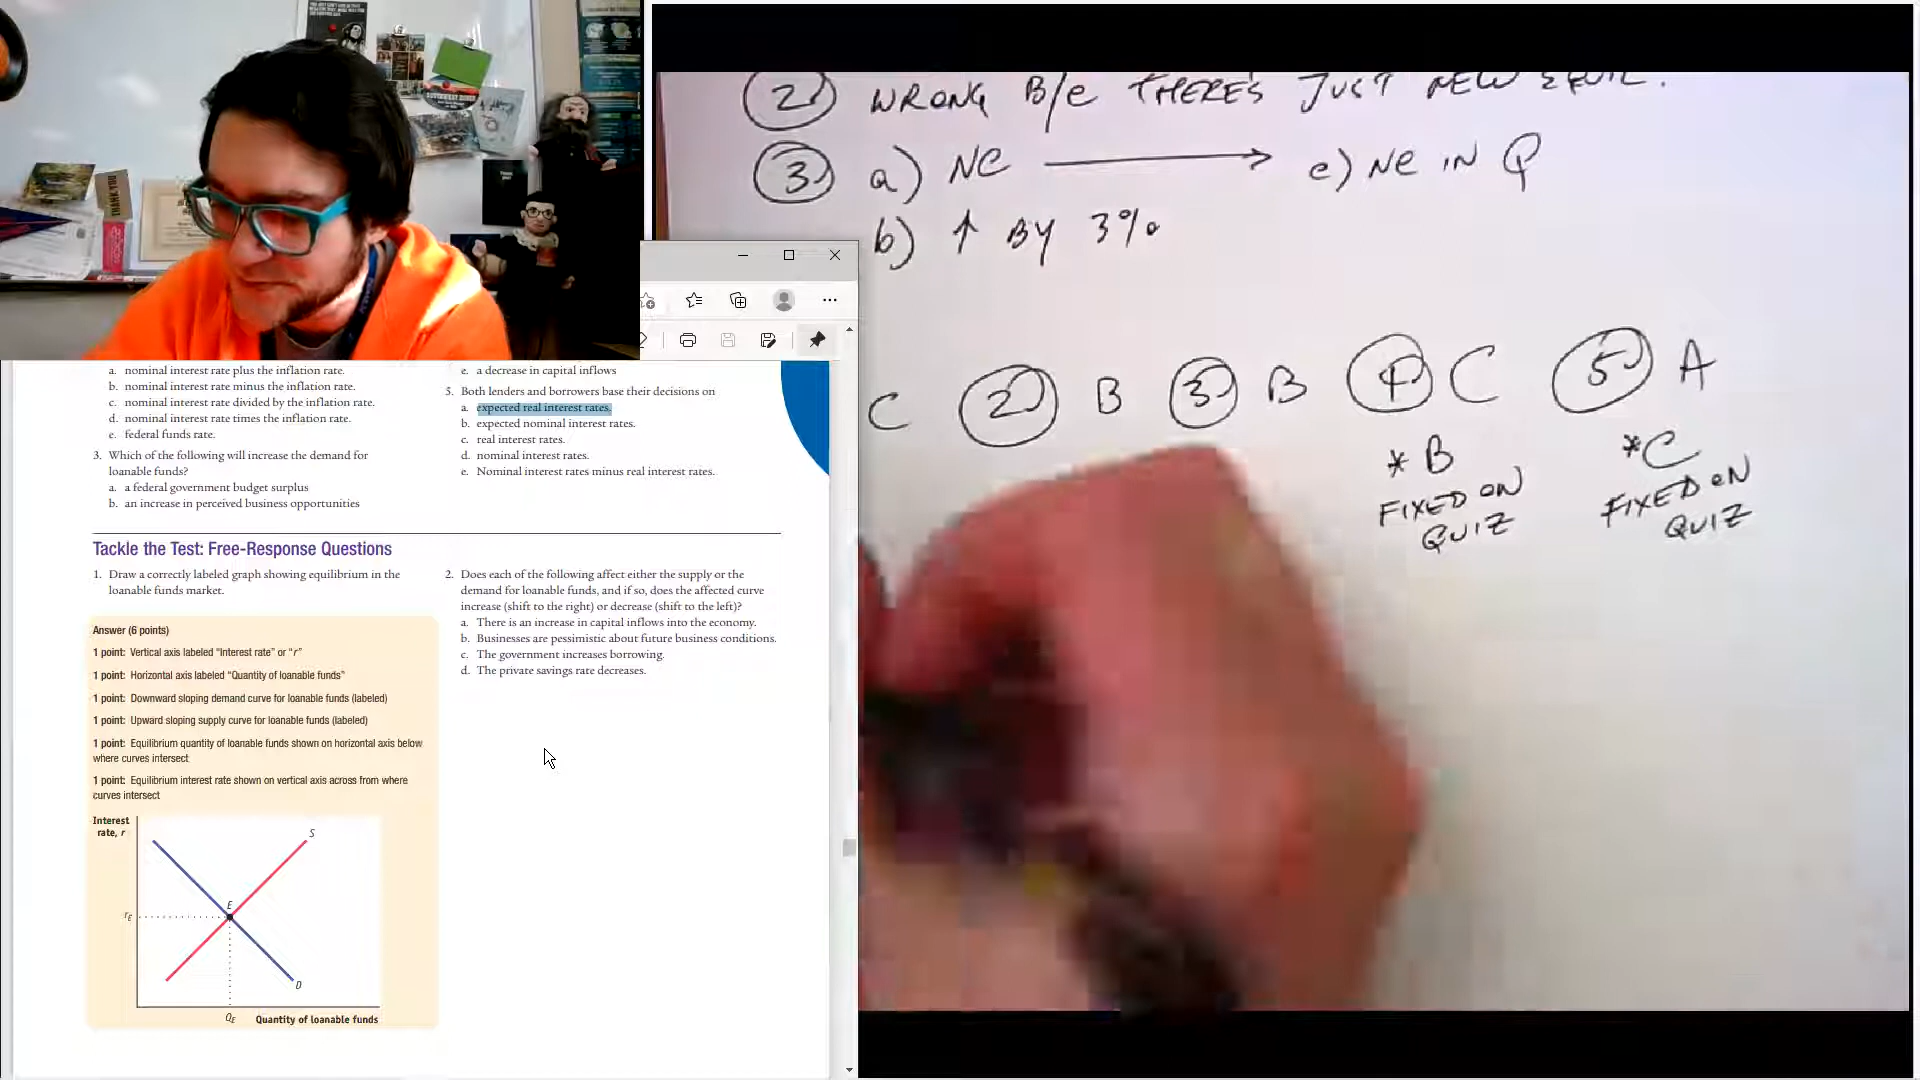 THANK YOU
2 WRONG B/C THERE'S JUST NEW EQUIL.
3 a) NC → c) NC IN Q
b) ↑ BY 3%
C 2 B 3 B 4 C 5 A
* B
FIXED ON
QUIZ
* C
FIXED ON
QUIZ
a. nominal interest rate plus the inflation rate.
b. nominal interest rate minus the inflation rate.
c. nominal interest rate divided by the inflation rate.
d. nominal interest rate times the inflation rate.
e. federal funds rate.
3. Which of the following will increase the demand for
loanable funds?
a. a federal government budget surplus
b. an increase in perceived business opportunities
e. a decrease in capital inflows
5. Both lenders and borrowers base their decisions on
a. expected real interest rates.
b. expected nominal interest rates.
c. real interest rates.
d. nominal interest rates.
e. Nominal interest rates minus real interest rates.
Tackle the Test: Free-Response Questions
1. Draw a correctly labeled graph showing equilibrium in the
loanable funds market.
Answer (6 points)
1 point: Vertical axis labeled "Interest rate" or "r"
1 point: Horizontal axis labeled "Quantity of loanable funds"
1 point: Downward sloping demand curve for loanable funds (labeled)
1 point: Upward sloping supply curve for loanable funds (labeled)
1 point: Equilibrium quantity of loanable funds shown on horizontal axis below
where curves intersect
1 point: Equilibrium interest rate shown on vertical axis across from where
curves intersect
Interest
rate, r
S
E
rE
D
QE Quantity of loanable funds
2. Does each of the following affect either the supply or the
demand for loanable funds, and if so, does the affected curve
increase (shift to the right) or decrease (shift to the left)?
a. There is an increase in capital inflows into the economy.
b. Businesses are pessimistic about future business conditions.
c. The government increases borrowing.
d. The private savings rate decreases.